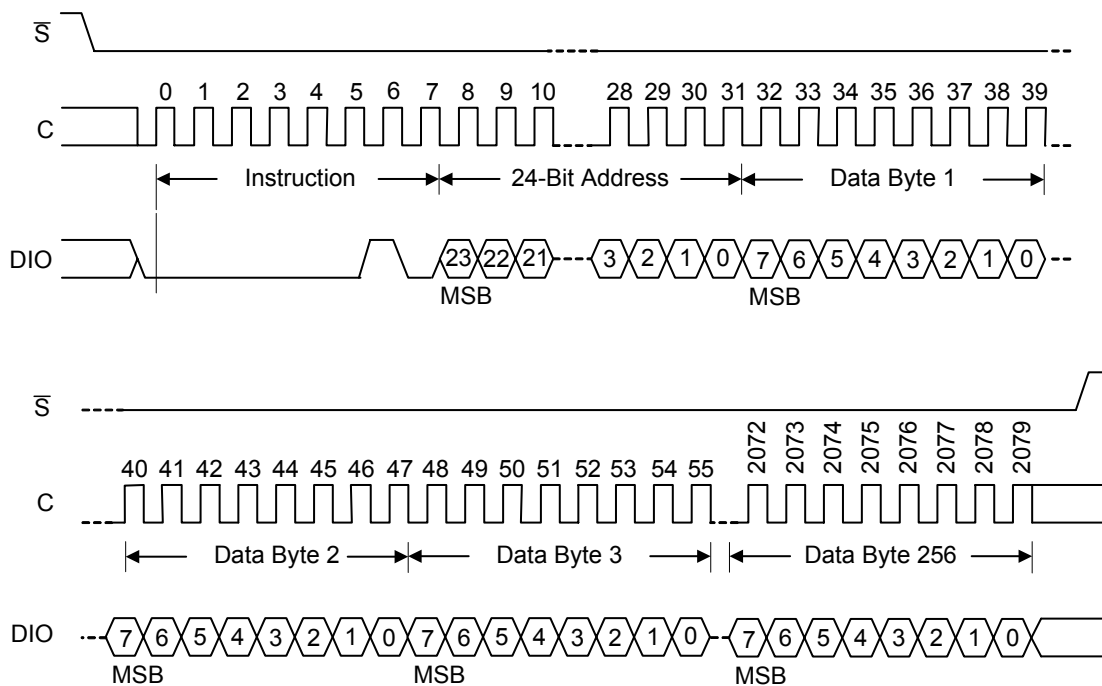 S̅
0 1 2 3 4 5 6 7 8 9 10 28 29 30 31 32 33 34 35 36 37 38 39
C
Instruction 24-Bit Address Data Byte 1
DIO 23 22 21 3 2 1 0 7 6 5 4 3 2 1 0
MSB MSB
S̅
2072 2073 2074 2075 2076 2077 2078 2079
40 41 42 43 44 45 46 47 48 49 50 51 52 53 54 55
C
Data Byte 2 Data Byte 3 Data Byte 256
DIO 7 6 5 4 3 2 1 0 7 6 5 4 3 2 1 0 7 6 5 4 3 2 1 0
MSB MSB MSB